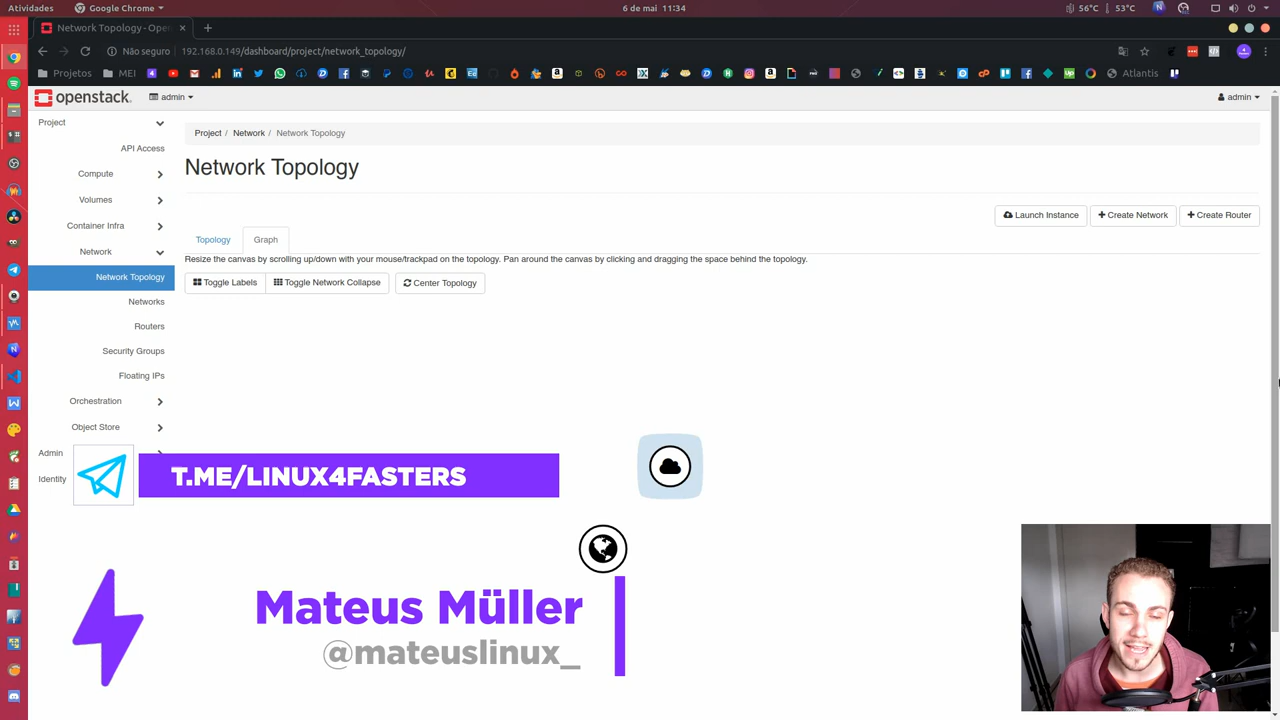 Atividades
Google Chrome
6 de mai 11:34
56°C
53°C
Network Topology - Ope
Não seguro
192.168.0.149/dashboard/project/network_topology/
Projetos
MEI
Atlantis
openstack.
admin
admin
Project
API Access
Compute
Volumes
Container Infra
Network
Network Topology
Networks
Routers
Security Groups
Floating IPs
Orchestration
Object Store
Admin
Identity
Project / Network / Network Topology
Network Topology
Launch Instance
+ Create Network
+ Create Router
Topology
Graph
Resize the canvas by scrolling up/down with your mouse/trackpad on the topology. Pan around the canvas by clicking and dragging the space behind the topology.
Toggle Labels
Toggle Network Collapse
Center Topology
T.ME/LINUX4FASTERS
Mateus Müller
@mateuslinux_